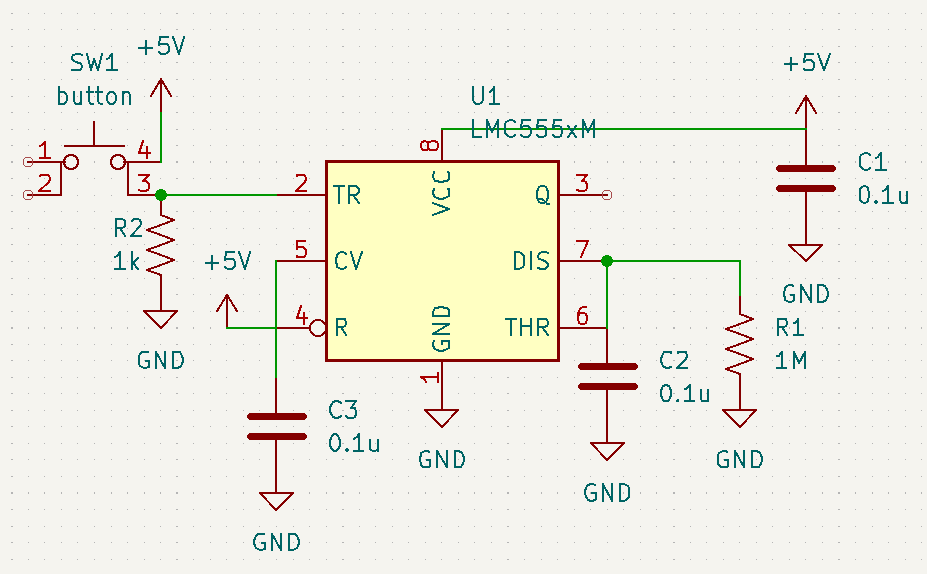 SW1
button
+5V
1
2
4
3
R2
1k
GND
+5V
U1
LMC555xM
8
VCC
2
TR
5
CV
4
R
GND
1
Q
3
DIS
7
THR
6
GND
C3
0.1u
GND
C2
0.1u
GND
R1
1M
GND
+5V
C1
0.1u
GND